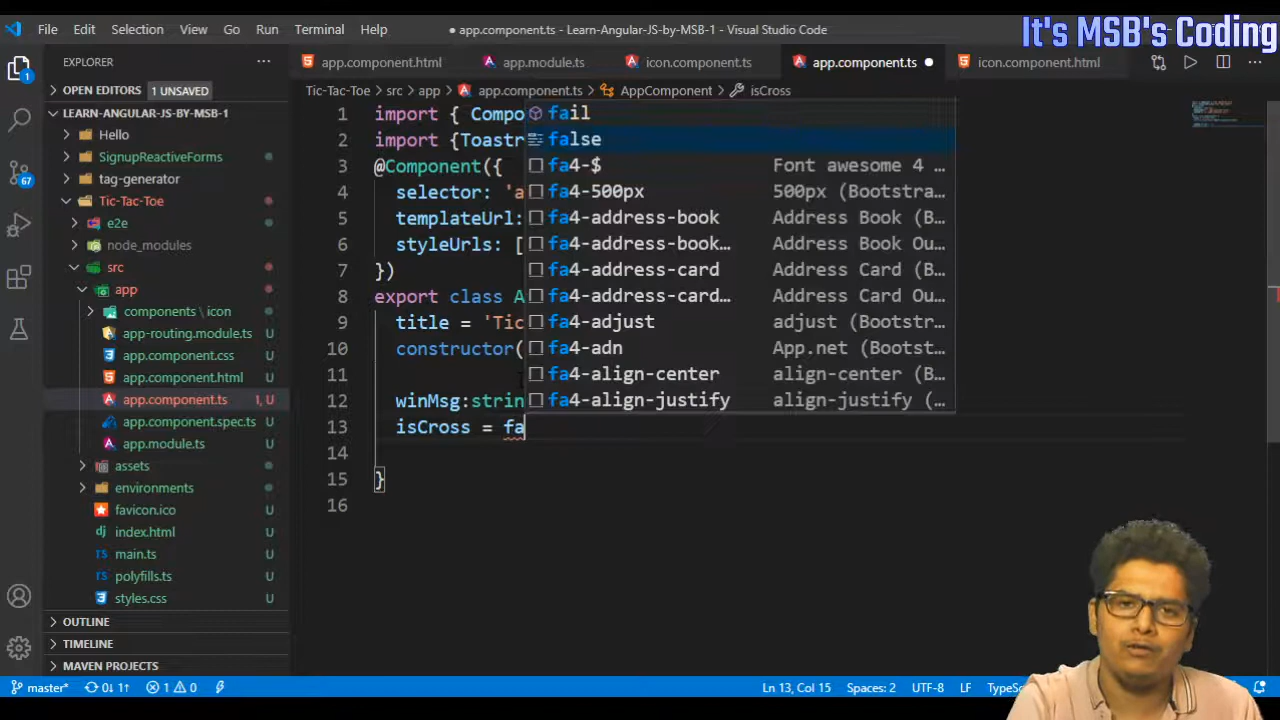 File Edit Selection View Go Run Terminal Help
● app.component.ts - Learn-Angular-JS-by-MSB-1 - Visual Studio Code
It's MSB's Coding
EXPLORER ...
1
app.component.html app.module.ts icon.component.ts app.component.ts ● icon.component.html
OPEN EDITORS 1 UNSAVED
Tic-Tac-Toe > src > app > app.component.ts > AppComponent > isCross
LEARN-ANGULAR-JS-BY-MSB-1
Hello
SignupReactiveForms
tag-generator
Tic-Tac-Toe
e2e
node_modules
src
app
components \ icon
app-routing.module.ts U
app.component.css U
app.component.html U
app.component.ts 1, U
app.component.spec.ts U
app.module.ts U
assets
environments
favicon.ico U
index.html U
main.ts U
polyfills.ts U
styles.css U
OUTLINE
TIMELINE
MAVEN PROJECTS
67
1 import { Compo
2 import {Toastr
3 @Component({
4 selector: 'a
5 templateUrl:
6 styleUrls: [
7 })
8 export class A
9 title = 'Tic
10 constructor(
11
12 winMsg:strin
13 isCross = fa
14
15 }
16
fail
false
fa4-$ Font awesome 4 …
fa4-500px 500px (Bootstra…
fa4-address-book Address Book (B…
fa4-address-book… Address Book Ou…
fa4-address-card Address Card (B…
fa4-address-card… Address Card Ou…
fa4-adjust adjust (Bootstr…
fa4-adn App.net (Bootst…
fa4-align-center align-center (B…
fa4-align-justify align-justify (…
master* 0↓ 1↑ 1 0 Ln 13, Col 15 Spaces: 2 UTF-8 LF